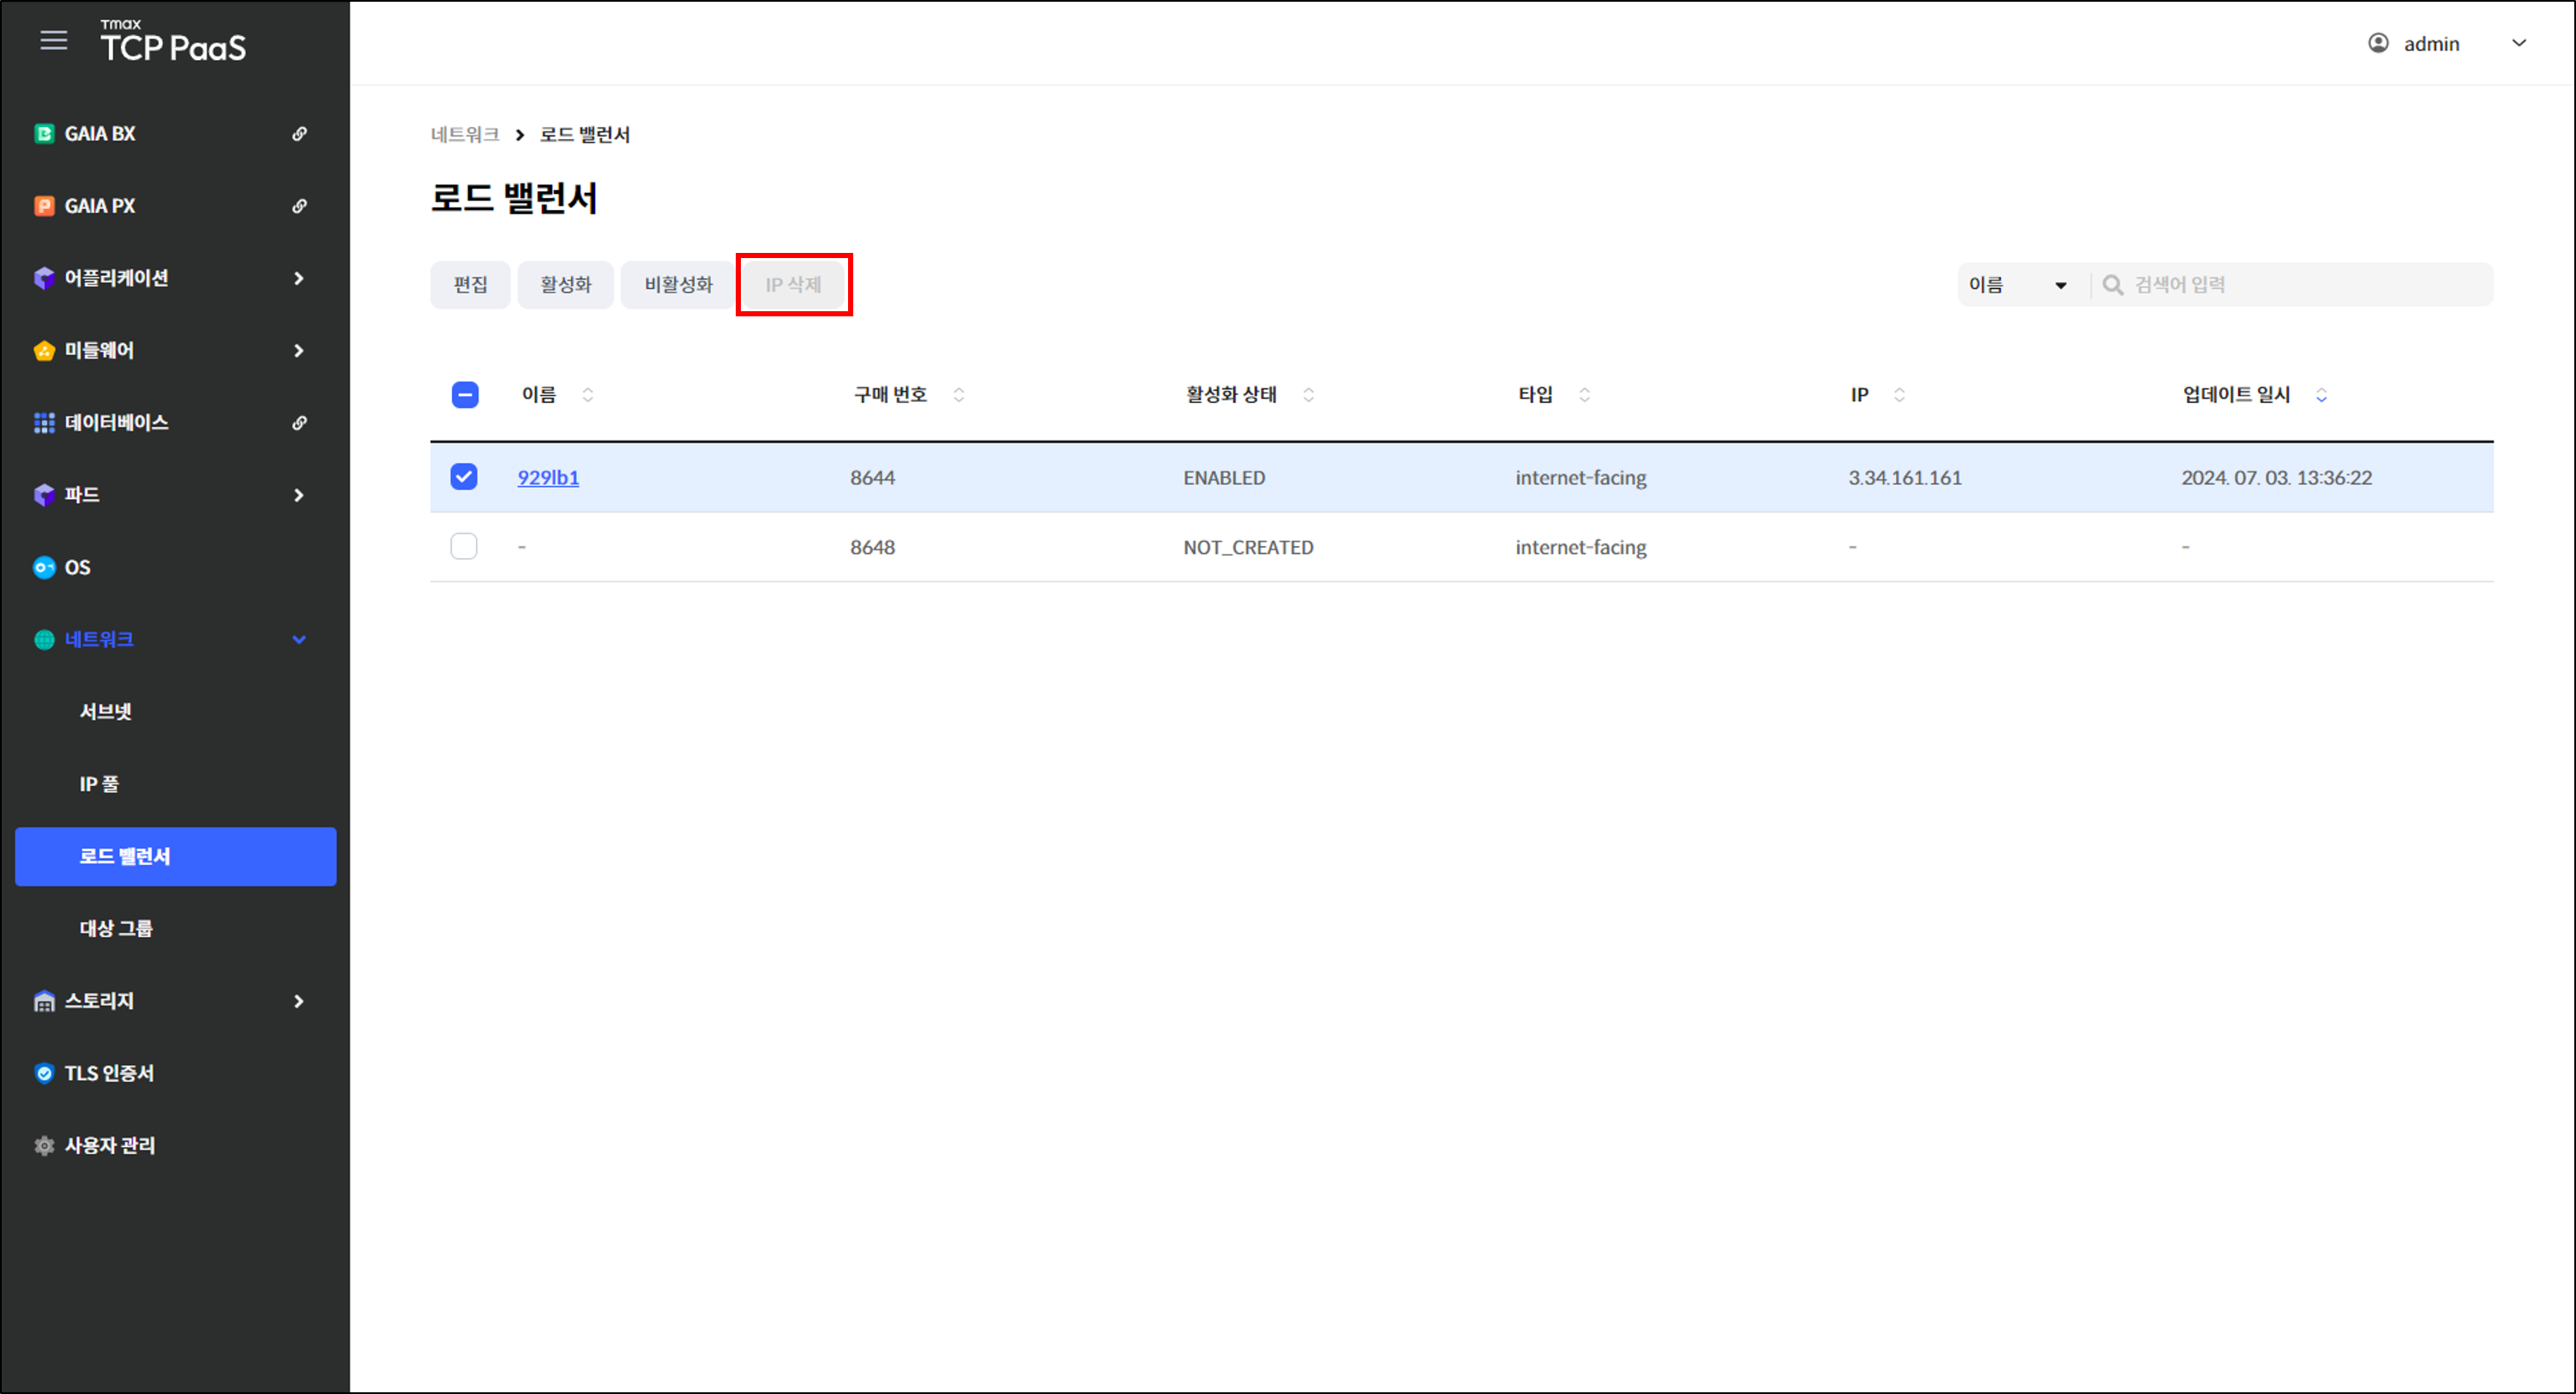 Tmax
TCP PaaS
admin
GAIA BX
GAIA PX
어플리케이션
미들웨어
데이터베이스
파드
OS
네트워크
서브넷
IP 풀
로드 밸런서
대상 그룹
스토리지
TLS 인증서
사용자 관리
네트워크 > 로드 밸런서
로드 밸런서
편집 활성화 비활성화 IP 삭제 이름 검색어 입력
이름 구매 번호 활성화 상태 타입 IP 업데이트 일시
929lb1 8644 ENABLED internet-facing 3.34.161.161 2024. 07. 03. 13:36:22
- 8648 NOT_CREATED internet-facing - -